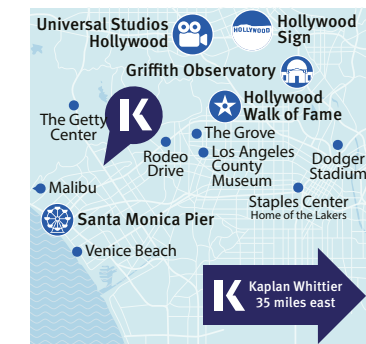 Universal Studios
Hollywood
Hollywood
Sign
HOLLYWOOD
Griffith Observatory
Hollywood
Walk of Fame
The Getty
Center
K
The Grove
Rodeo
Drive
Los Angeles
County
Museum
Dodger
Stadium
Malibu
Staples Center
Home of the Lakers
Santa Monica Pier
Venice Beach
K
Kaplan Whittier
35 miles east